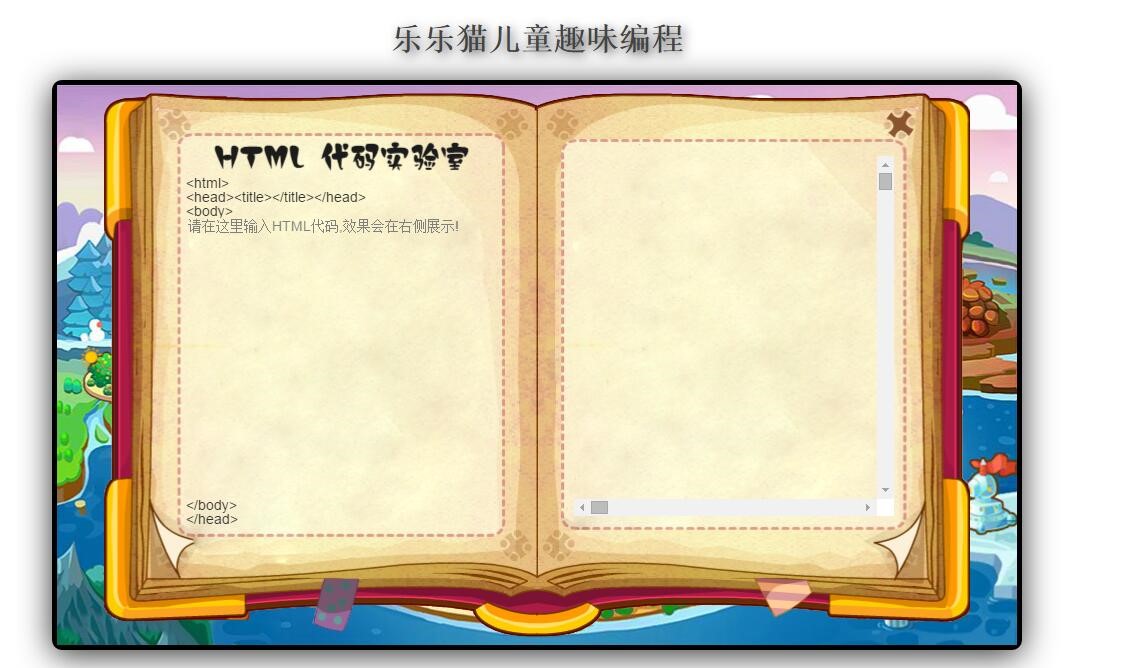 乐乐猫儿童趣味编程
HTML 代码实验室
<html>
<head><title></title></head>
<body>
请在这里输入HTML代码,效果会在右侧展示!
</body>
</head>